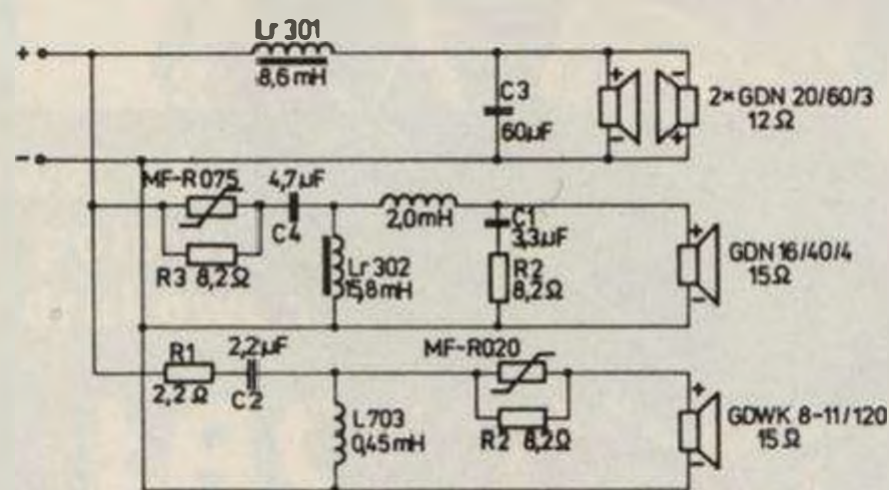 Lr 301
+
8,6 mH
C3
60µF
+
-
-
+
2×GDN 20/60/3
12Ω
-
MF-R075
4,7µF
C4
R3 8,2Ω
Lr 302
15,8mH
2,0mH
C1
3,3µF
R2
8,2Ω
+
-
GDN 16/40/4
15Ω
R1
2,2Ω
2,2µF
C2
L703
0,45mH
MF-R020
R2 8,2Ω
+
-
GDWK 8-11/120
15Ω